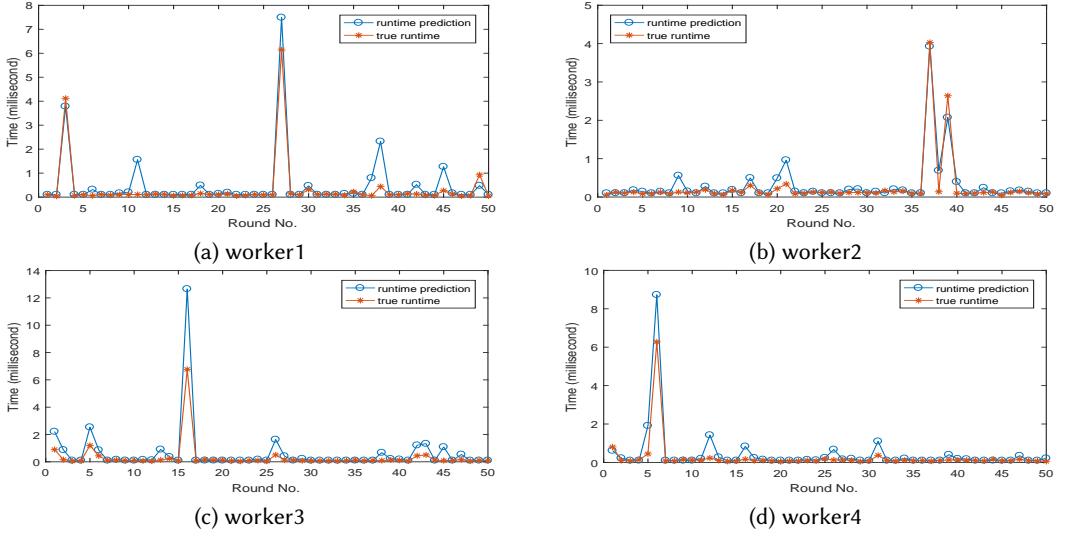 8
7
6
5
4
3
2
1
0
Time (millisecond)
runtime prediction
true runtime
0 5 10 15 20 25 30 35 40 45 50
Round No.
(a) worker1
5
4
3
2
1
0
Time (millisecond)
runtime prediction
true runtime
0 5 10 15 20 25 30 35 40 45 50
Round No.
(b) worker2
14
12
10
8
6
4
2
0
Time (millisecond)
runtime prediction
true runtime
0 5 10 15 20 25 30 35 40 45 50
Round No.
(c) worker3
10
8
6
4
2
0
Time (millisecond)
runtime prediction
true runtime
0 5 10 15 20 25 30 35 40 45 50
Round No.
(d) worker4